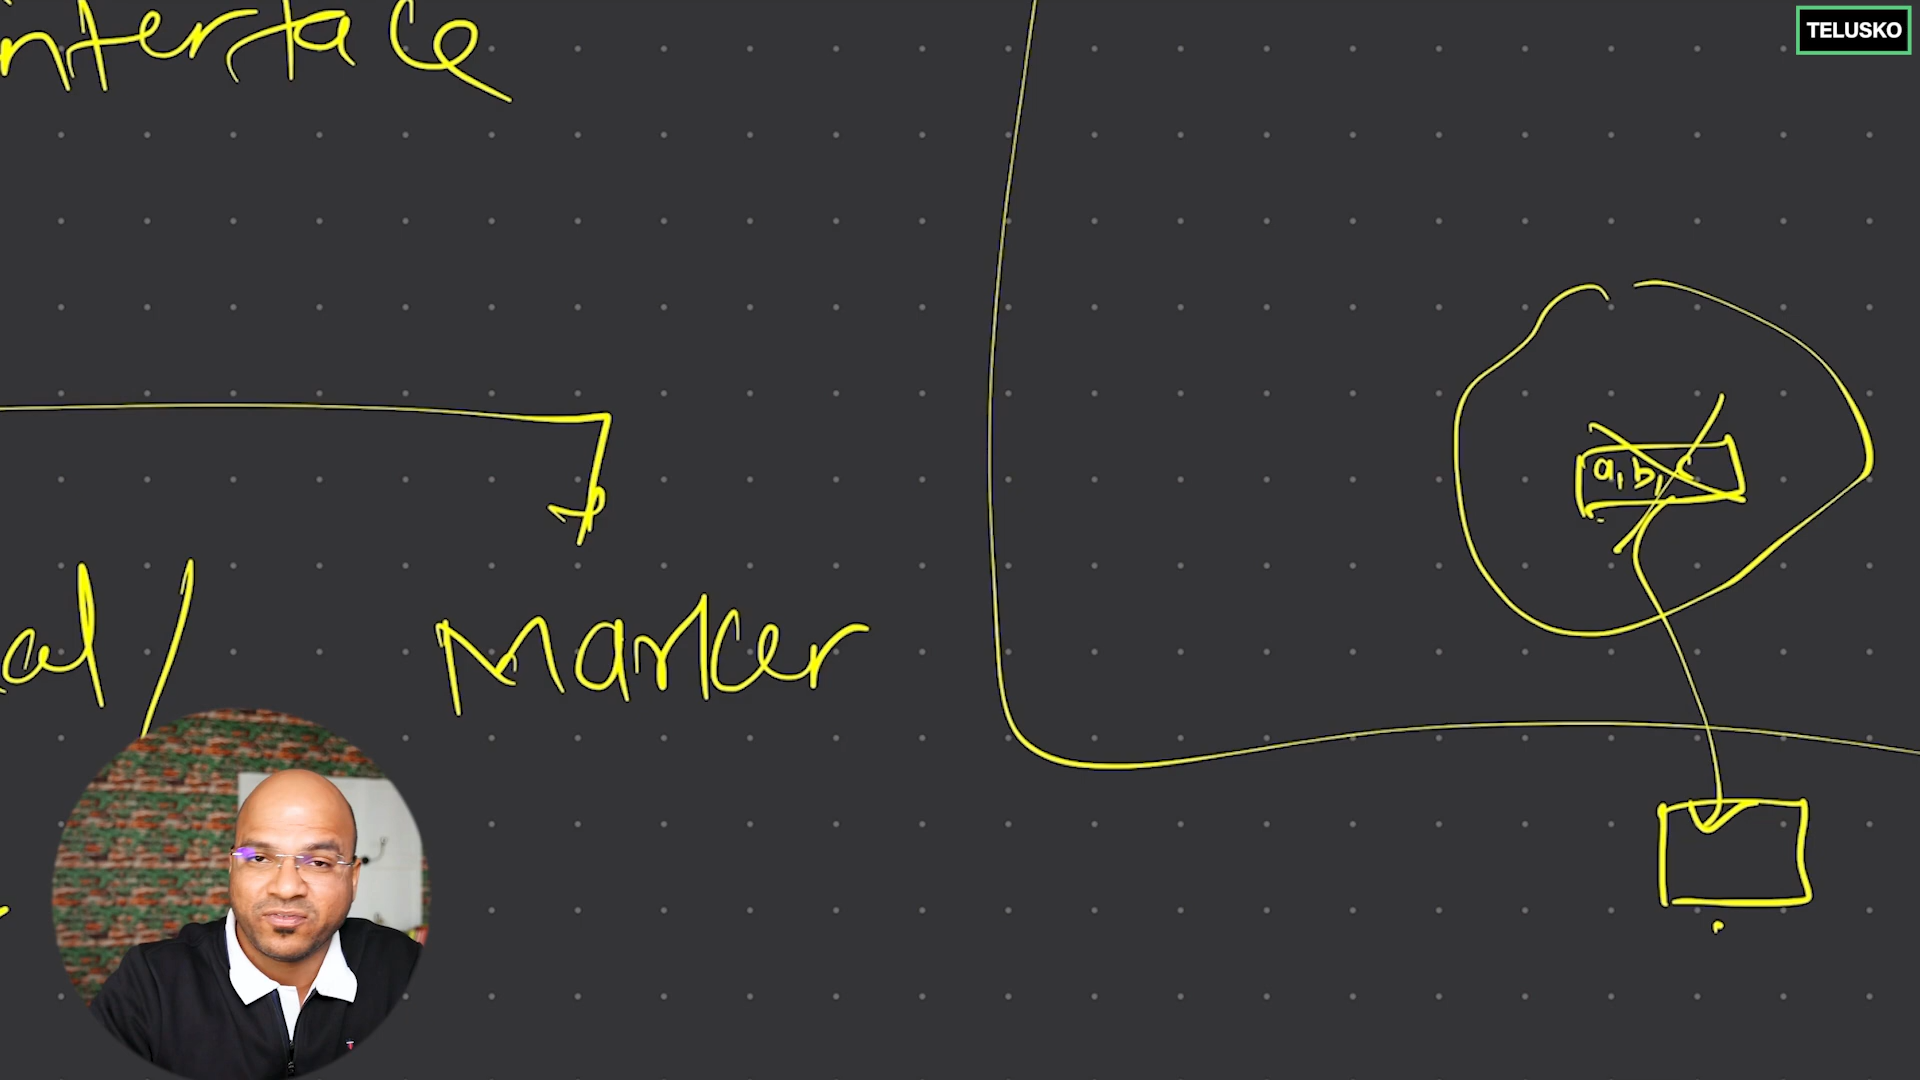 TELUSKO
nterface
a, b, c
al/ Marker